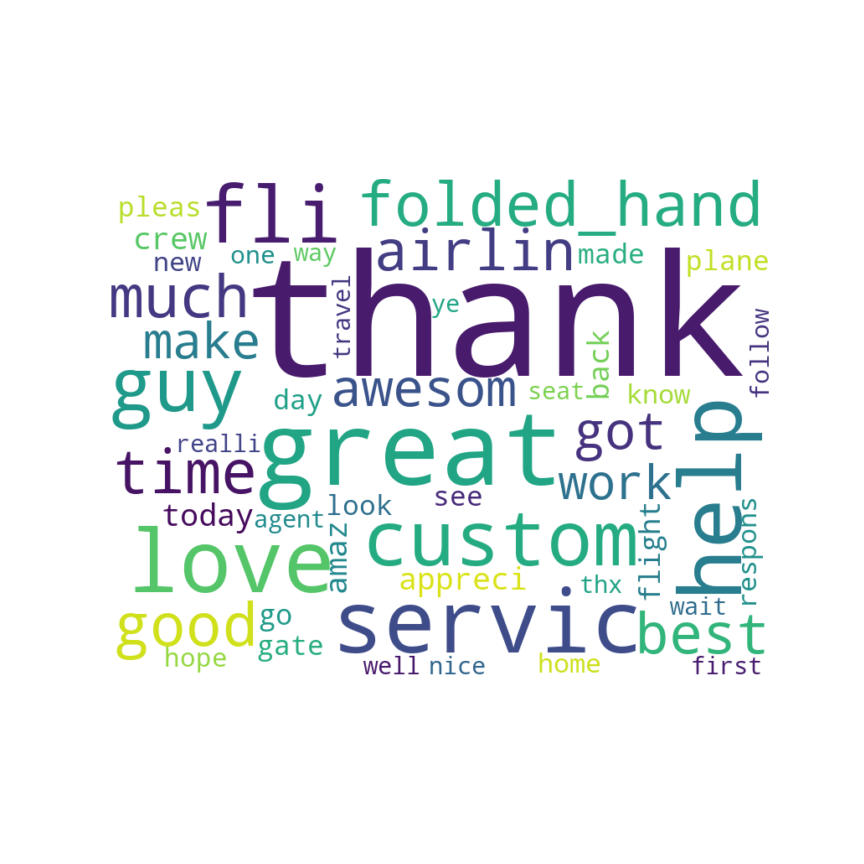 fli
folded_hand
pleas
crew
one
way
airlin
made
new
plane
much
thank
travel
ye
follow
make
back
guy
awesom
seat
know
day
great
got
help
realli
time
work
see
look
today
agent
custom
flight
respons
love
amaz
appreci
thx
wait
good
go
servic
best
gate
hope
well
nice
home
first